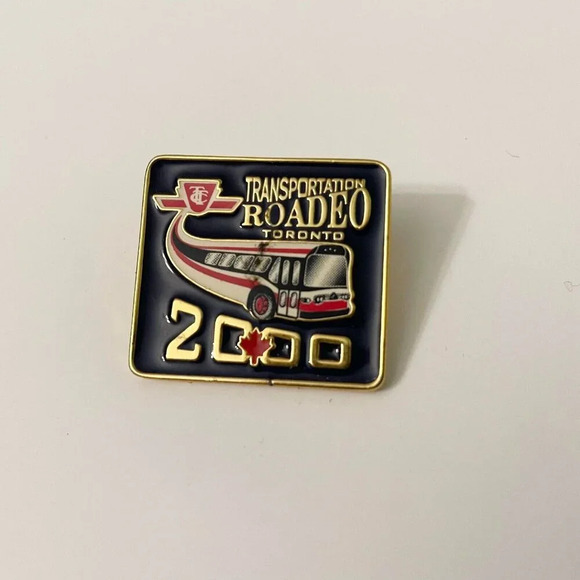 TTC
TRANSPORTATION
ROADEO
TORONTO
2000